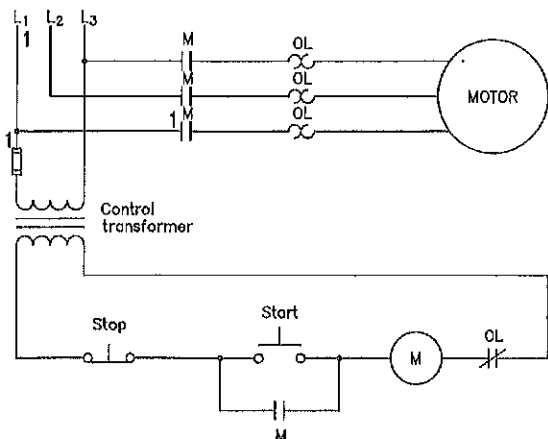 L1 L2 L3
1
M OL
M OL
MOTOR
1 M OL
1
Control
transformer
Stop
Start
M
OL
M